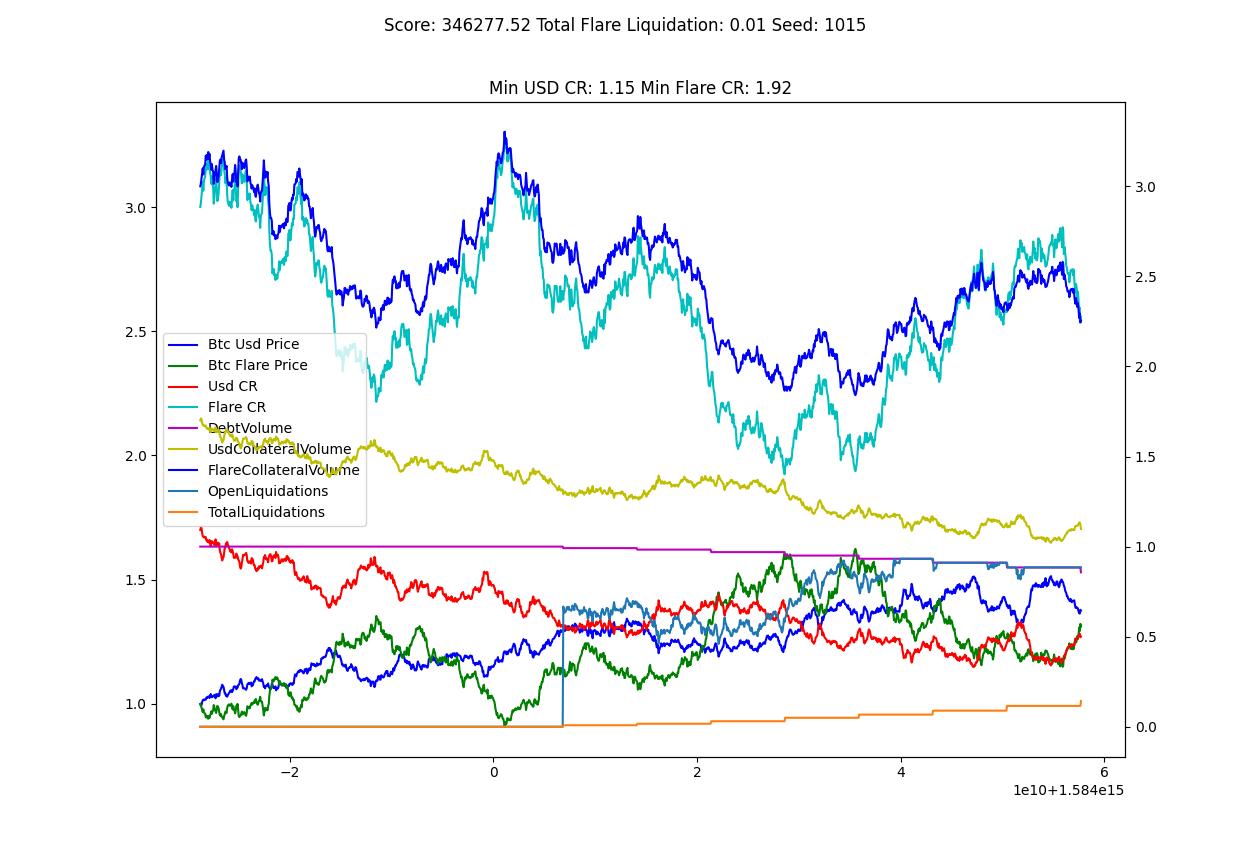 Score: 346277.52 Total Flare Liquidation: 0.01 Seed: 1015
Min USD CR: 1.15 Min Flare CR: 1.92
3.0
2.5
2.0
1.5
1.0
Btc Usd Price
Btc Flare Price
Usd CR
Flare CR
DebtVolume
UsdCollateralVolume
FlareCollateralVolume
OpenLiquidations
TotalLiquidations
3.0
2.5
2.0
1.5
1.0
0.5
0.0
−2 0 2 4 6
1e10+1.584e15